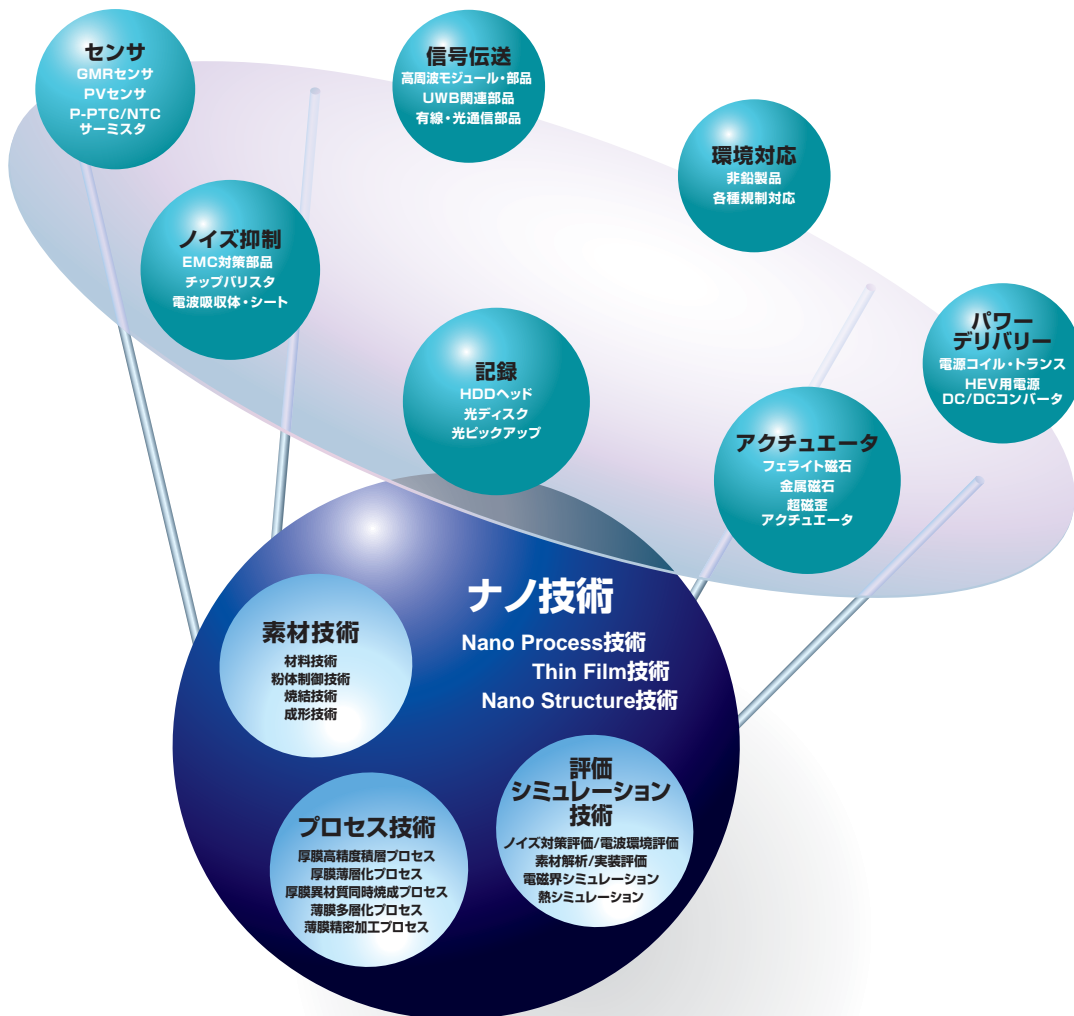 センサ
GMRセンサ
PVセンサ
P-PTC/NTC
サーミスタ
信号伝送
高周波モジュール・部品
UWB関連部品
有線・光通信部品
環境対応
非鉛製品
各種規制対応
ノイズ抑制
EMC対策部品
チップバリスタ
電波吸収体・シート
パワー
デリバリー
電源コイル・トランス
HEV用電源
DC/DCコンバータ
記録
HDDヘッド
光ディスク
光ピックアップ
アクチュエータ
フェライト磁石
金属磁石
超磁歪
アクチュエータ
ナノ技術
Nano Process技術
Thin Film技術
Nano Structure技術
素材技術
材料技術
粉体制御技術
焼結技術
成形技術
評価
シミュレーション
技術
ノイズ対策評価/電波環境評価
素材解析/実装評価
電磁界シミュレーション
熱シミュレーション
プロセス技術
厚膜高精度積層プロセス
厚膜薄層化プロセス
厚膜異材質同時焼成プロセス
薄膜多層化プロセス
薄膜精密加工プロセス